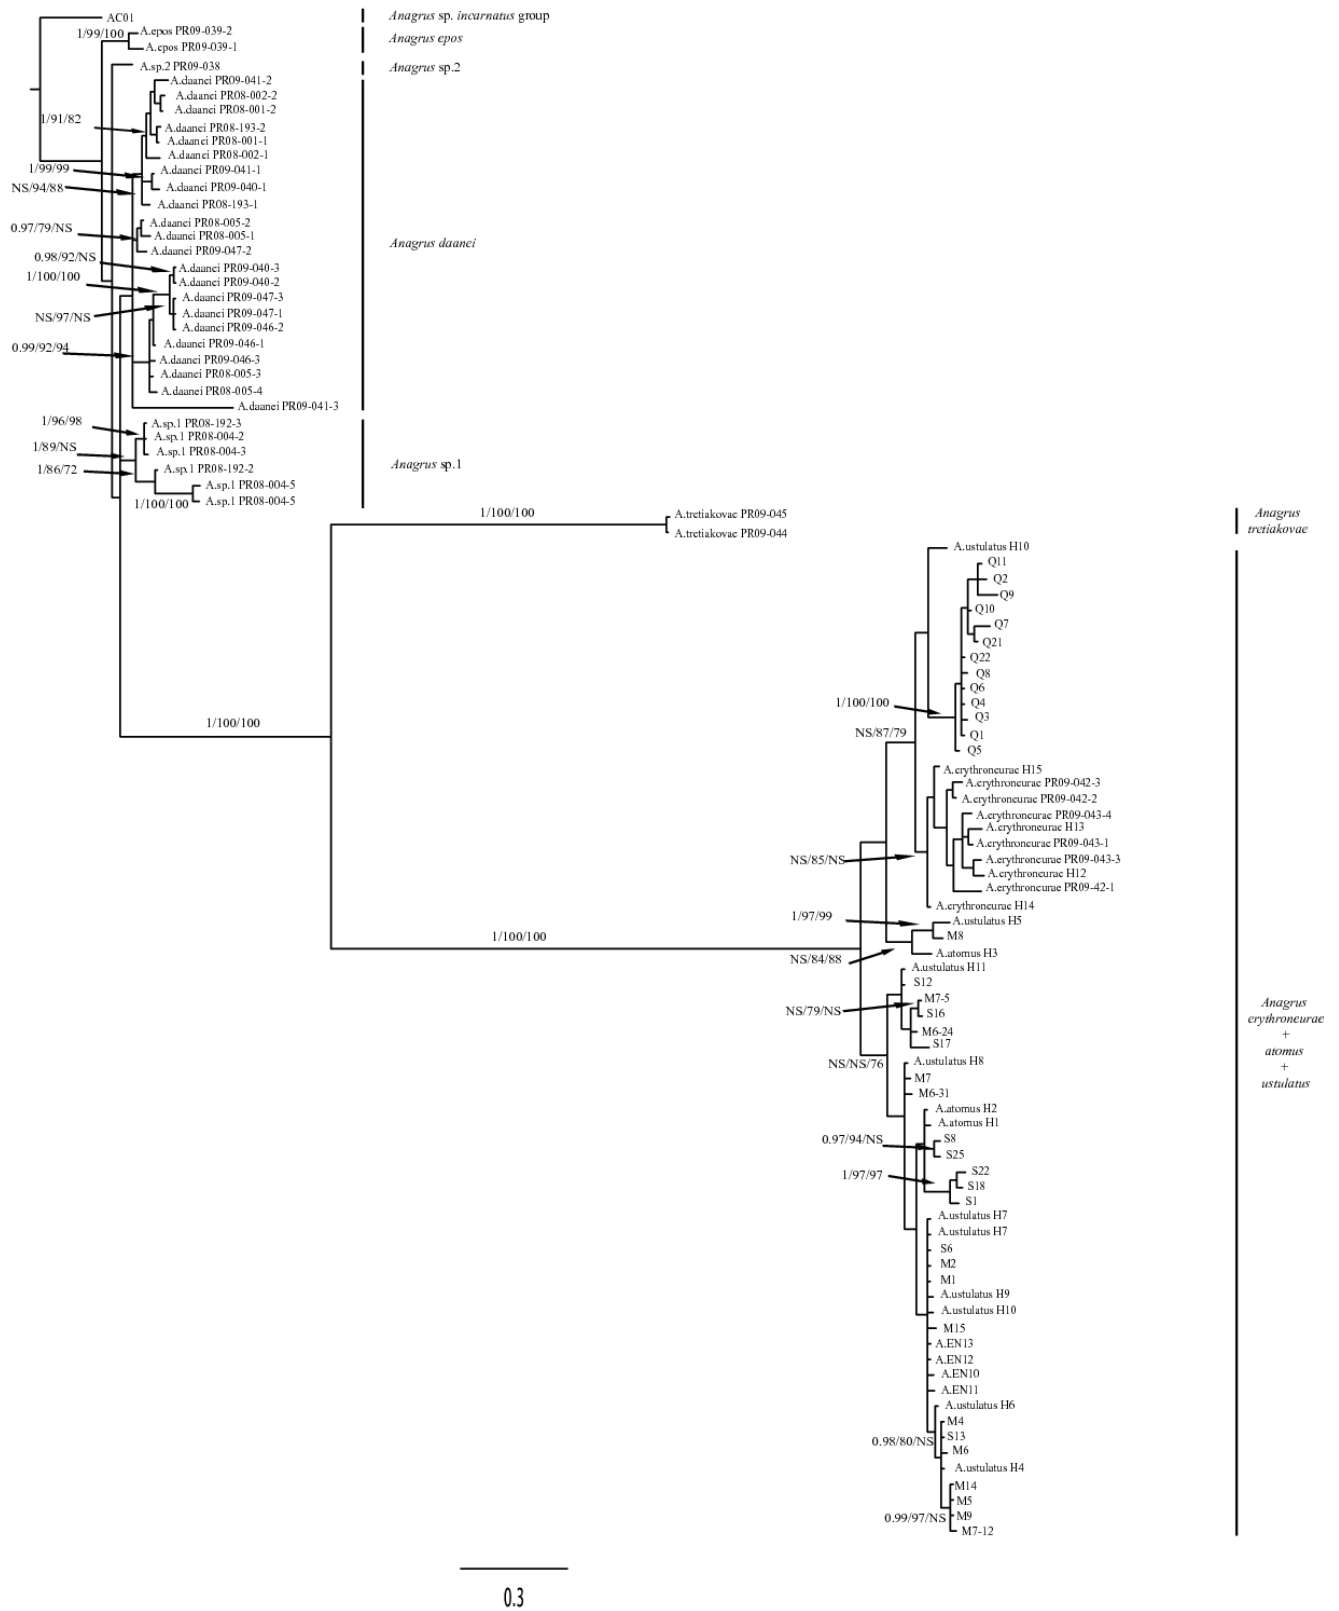 AC01
Anagrus sp. incarnatus group
1/99/100
A.epos PR09-039-2
Anagrus epos
A.epos PR09-039-1
A.sp.2 PR09-038
Anagrus sp.2
A.daanei PR09-041-2
A.daanei PR08-002-2
A.daanei PR08-001-2
1/91/82
A.daanei PR08-193-2
A.daanei PR08-001-1
A.daanei PR08-002-1
1/99/99
A.daanei PR09-041-1
NS/94/88
A.daanei PR09-040-1
A.daanei PR08-193-1
A.daanei PR08-005-2
0.97/79/NS
A.daanei PR08-005-1
Anagrus daanei
A.daanei PR09-047-2
0.98/92/NS
A.daanei PR09-040-3
1/100/100
A.daanei PR09-040-2
A.daanei PR09-047-3
NS/97/NS
A.daanei PR09-047-1
A.daanei PR09-046-2
0.99/92/94
A.daanei PR09-046-1
A.daanei PR09-046-3
A.daanei PR08-005-3
A.daanei PR08-005-4
A.daanei PR09-041-3
1/96/98
A.sp.1 PR08-192-3
A.sp.1 PR08-004-2
1/89/NS
A.sp.1 PR08-004-3
Anagrus sp.1
1/86/72
A.sp.1 PR08-192-2
A.sp.1 PR08-004-5
1/100/100
A.sp.1 PR08-004-5
1/100/100
A.tretiakovae PR09-045
Anagrus
tretiakovae
A.tretiakovae PR09-044
A.ustulatus H10
Q11
Q2
Q9
Q10
Q7
Q21
Q22
Q8
Q6
1/100/100
Q4
Q3
1/100/100
NS/87/79
Q1
Q5
A.erythroneurae H15
A.erythroneurae PR09-042-3
A.erythroneurae PR09-042-2
A.erythroneurae PR09-043-4
A.erythroneurae H13
A.erythroneurae PR09-043-1
NS/85/NS
A.erythroneurae PR09-043-3
A.erythroneurae H12
A.erythroneurae PR09-42-1
A.erythroneurae H14
1/97/99
A.ustulatus H5
1/100/100
M8
NS/84/88
A.atomus H3
A.ustulatus H11
S12
M7-5
NS/79/NS
S16
M6-24
S17
Anagrus
erythroneurae
+
atomus
+
ustulatus
NS/NS/76
A.ustulatus H8
M7
M6-31
A.atomus H2
A.atomus H1
0.97/94/NS
S8
S25
1/97/97
S22
S18
S1
A.ustulatus H7
A.ustulatus H7
S6
M2
M1
A.ustulatus H9
A.ustulatus H10
M15
A.EN13
A.EN12
A.EN10
A.EN11
A.ustulatus H6
M4
0.98/80/NS
S13
M6
A.ustulatus H4
M14
M5
0.99/97/NS
M9
M7-12
0.3